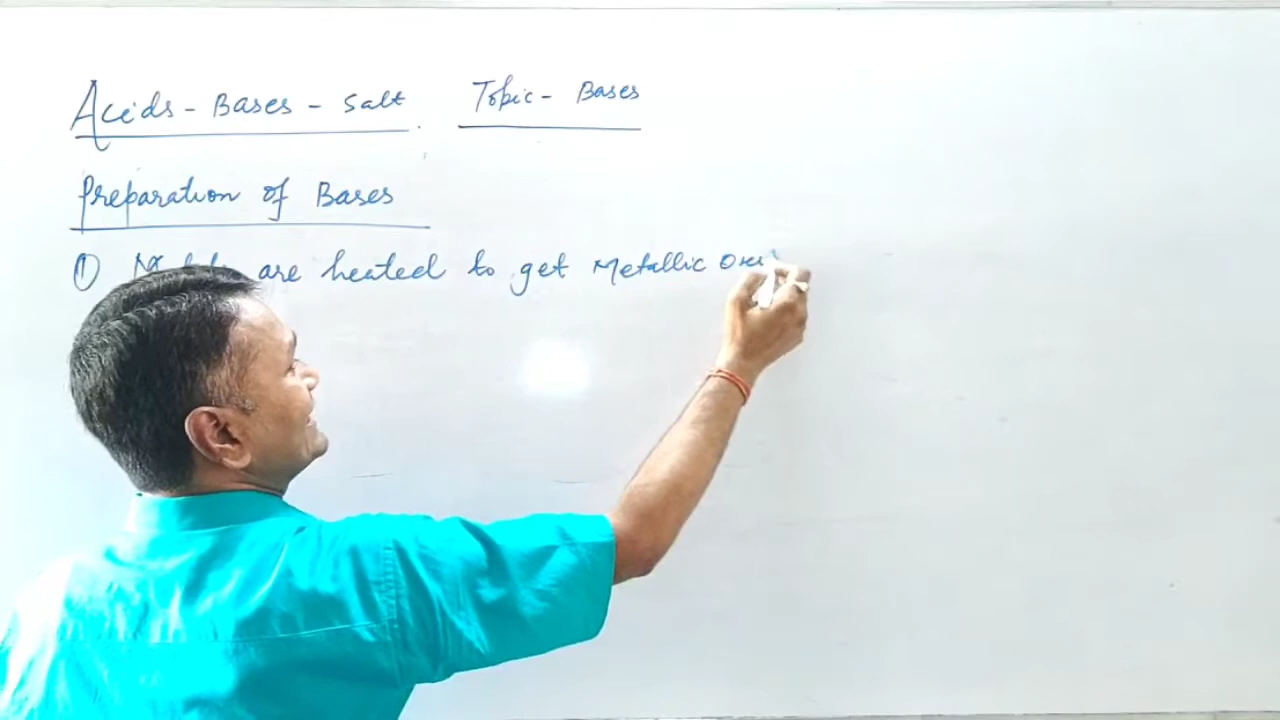 Acids - Bases - Salt Topic - Bases
Preparation of Bases
① are heated to get Metallic